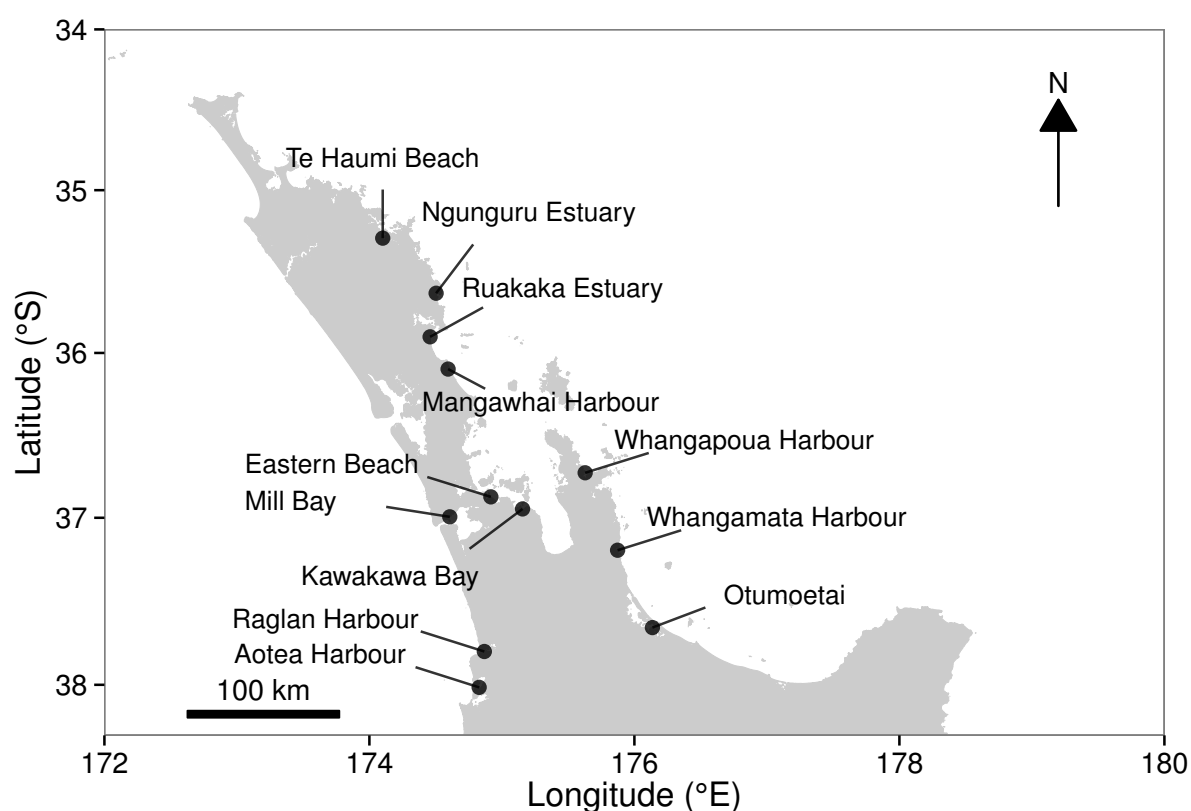 34
N
Te Haumi Beach
35
Ngunguru Estuary
Ruakaka Estuary
Latitude (°S)
36
Mangawhai Harbour
Whangapoua Harbour
Eastern Beach
Mill Bay
37
Whangamata Harbour
Kawakawa Bay
Otumoetai
Raglan Harbour
Aotea Harbour
38
100 km
172
174
176
178
180
Longitude (°E)